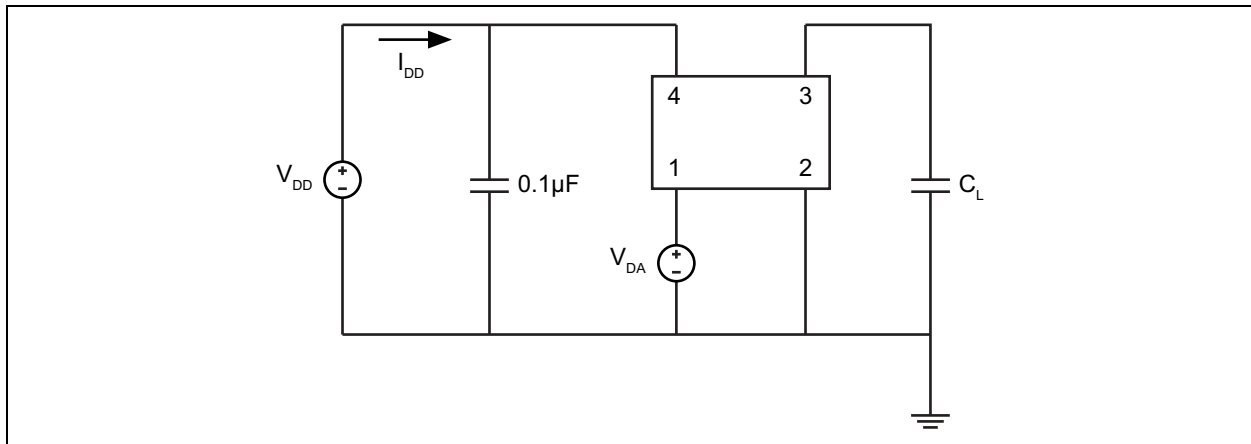 I_DD
4 3
V_DD
+
-
0.1µF
1 2
C_L
V_DA
+
-